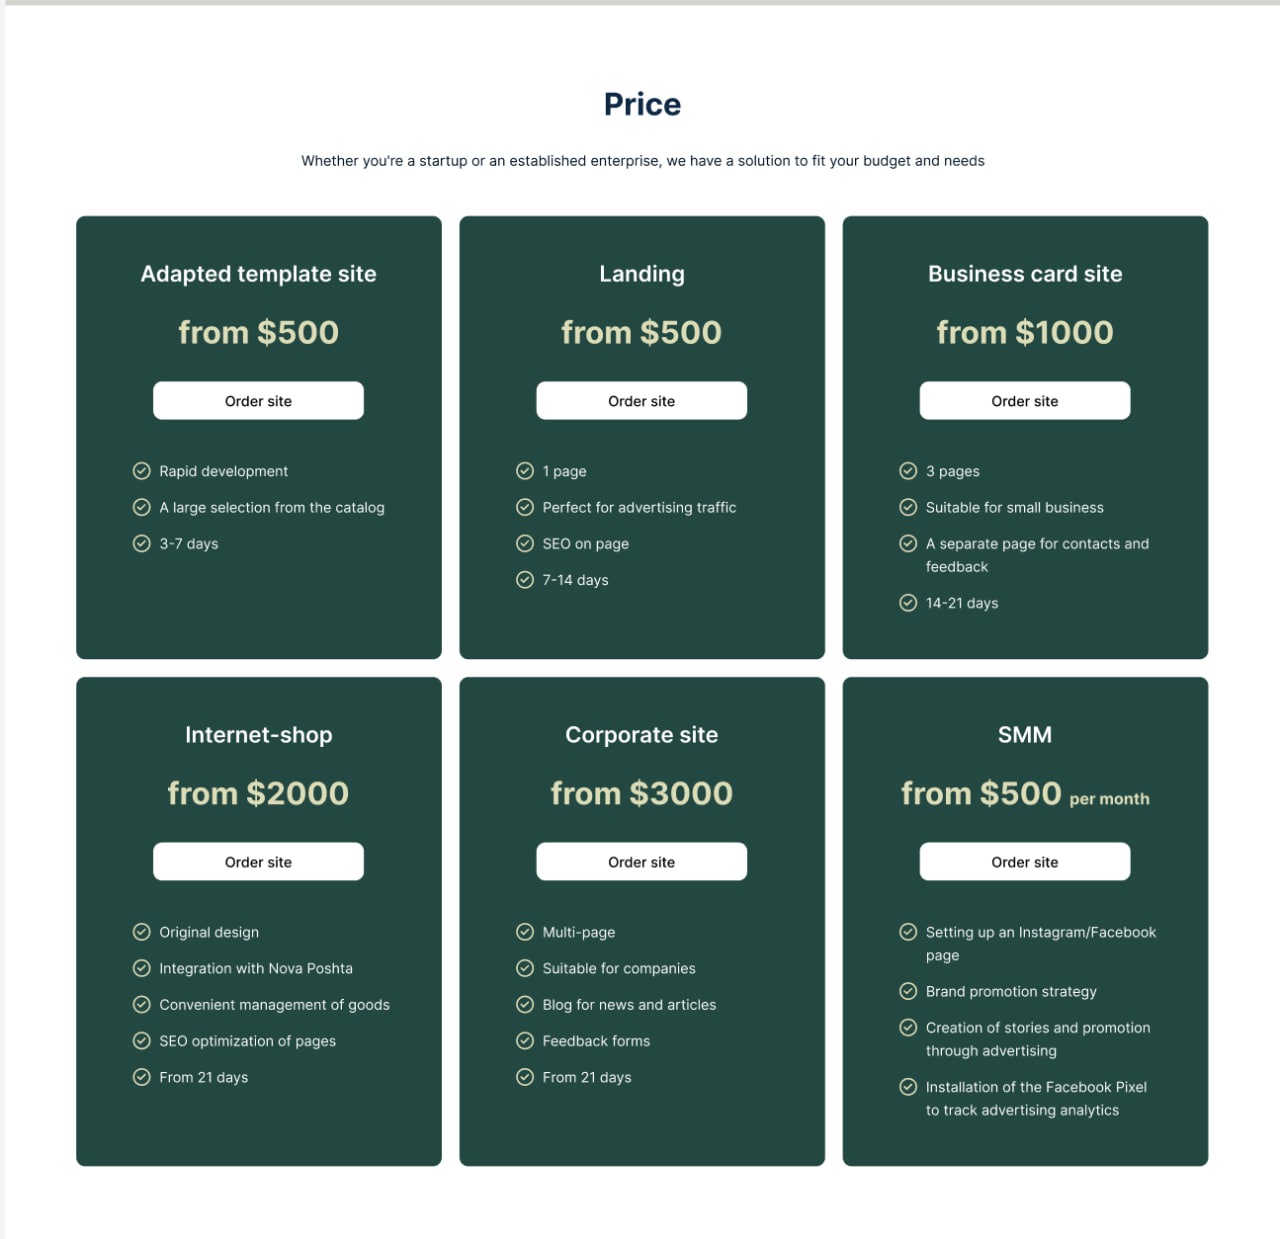 Price
Whether you're a startup or an established enterprise, we have a solution to fit your budget and needs
Adapted template site
from $500
Order site
Rapid development
A large selection from the catalog
3-7 days
Landing
from $500
Order site
1 page
Perfect for advertising traffic
SEO on page
7-14 days
Business card site
from $1000
Order site
3 pages
Suitable for small business
A separate page for contacts and
feedback
14-21 days
Internet-shop
from $2000
Order site
Original design
Integration with Nova Poshta
Convenient management of goods
SEO optimization of pages
From 21 days
Corporate site
from $3000
Order site
Multi-page
Suitable for companies
Blog for news and articles
Feedback forms
From 21 days
SMM
from $500 per month
Order site
Setting up an Instagram/Facebook
page
Brand promotion strategy
Creation of stories and promotion
through advertising
Installation of the Facebook Pixel
to track advertising analytics